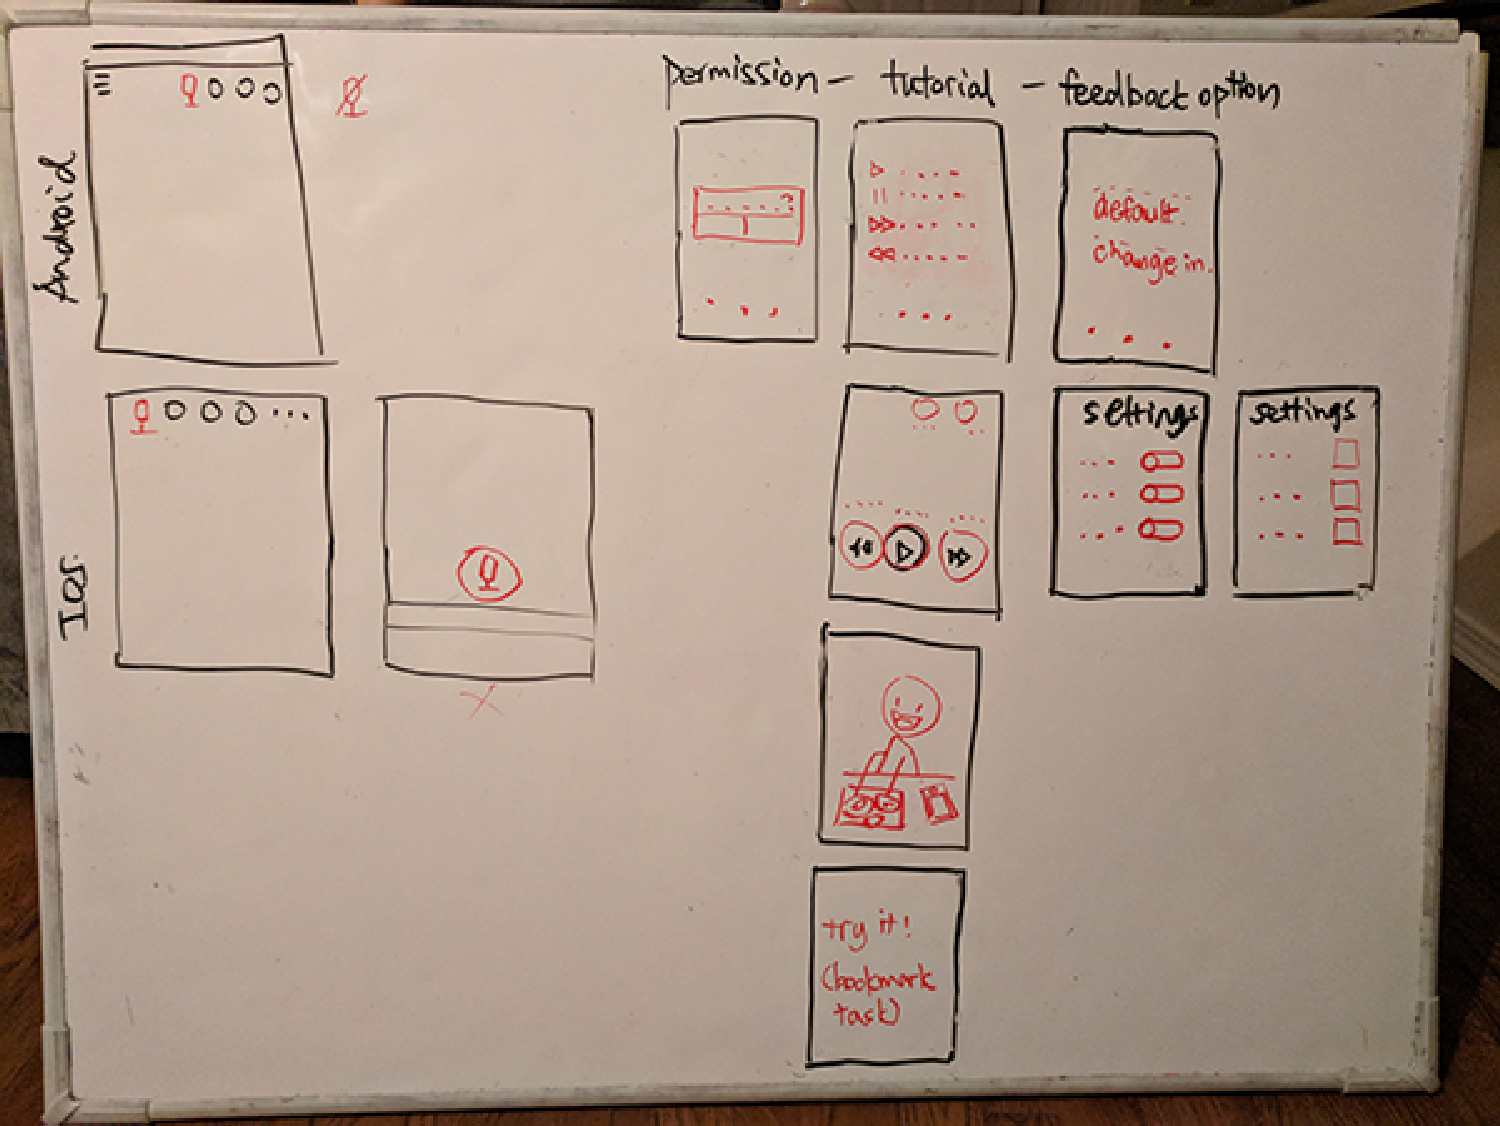 permission – tutorial – feedback option
Android
default.
change in.
IOS
settings
settings
try it!
(bookmark
task)